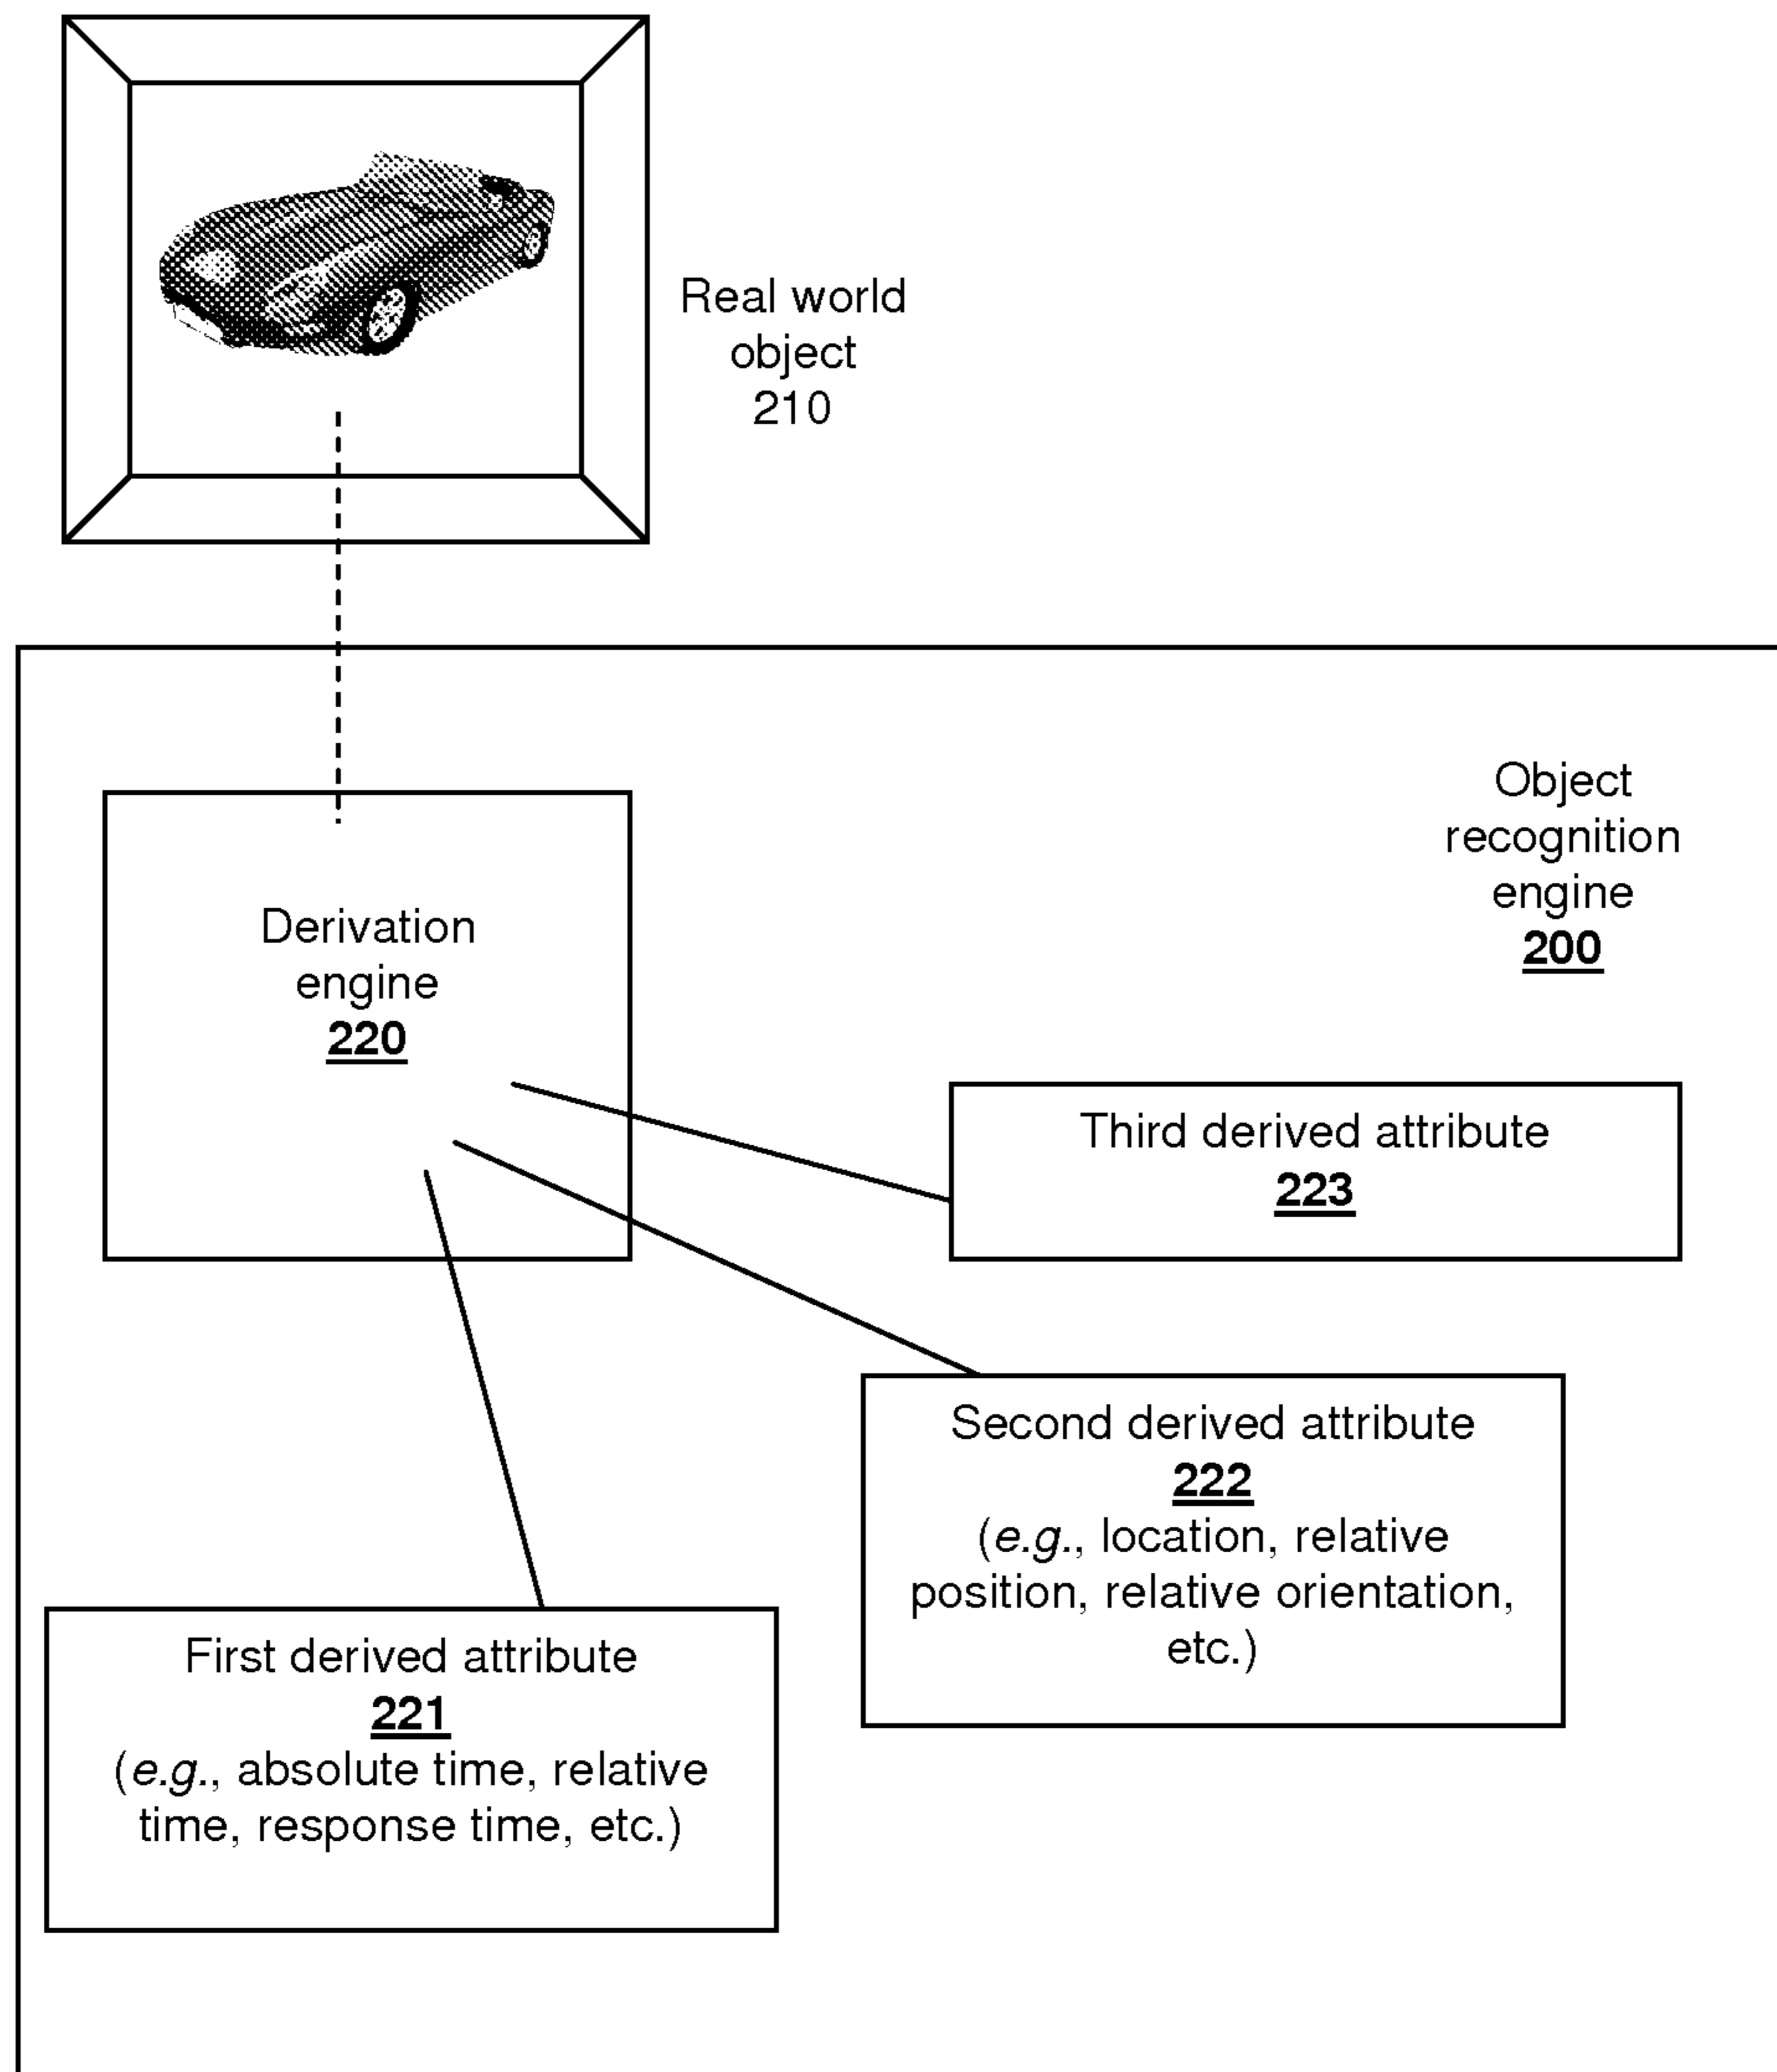 Real world
object
210
Object
recognition
engine
200
Derivation
engine
220
Third derived attribute
223
Second derived attribute
222
(e.g., location, relative
position, relative orientation,
etc.)
First derived attribute
221
(e.g., absolute time, relative
time, response time, etc.)